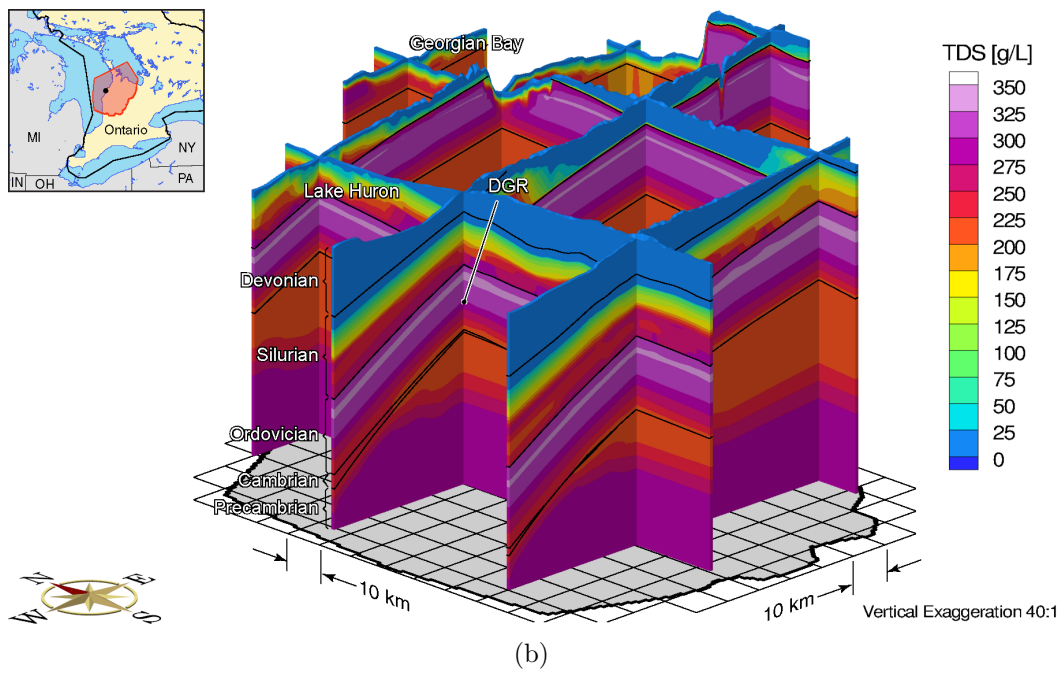 MI
Ontario
NY
PA
IN
OH
Georgian Bay
Lake Huron
DGR
Devonian
Silurian
Ordovician
Cambrian
Precambrian
TDS [g/L]
350
325
300
275
250
225
200
175
150
125
100
75
50
25
0
N
E
W
S
10 km
10 km
Vertical Exaggeration 40:1
(b)